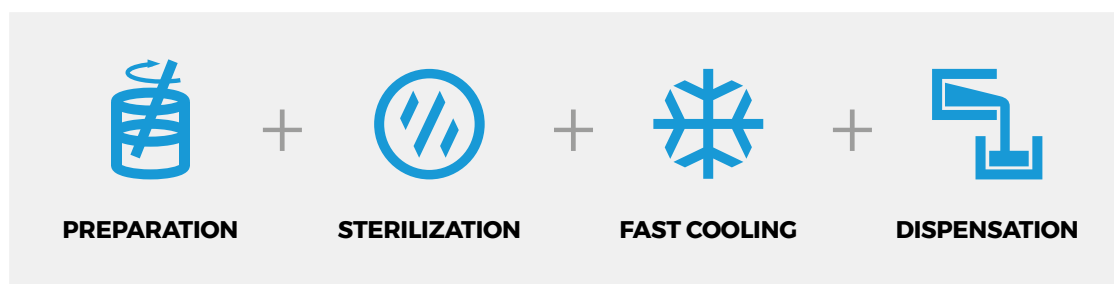 PREPARATION
STERILIZATION
FAST COOLING
DISPENSATION